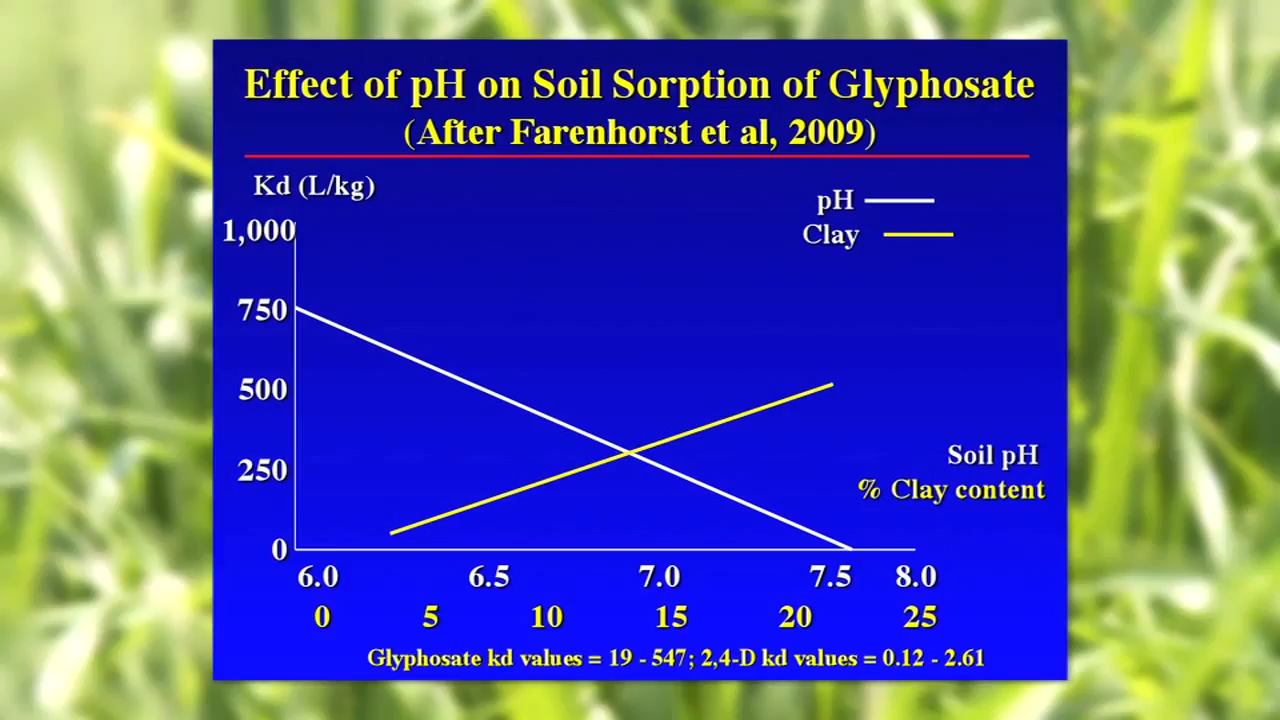 Effect of pH on Soil Sorption of Glyphosate
(After Farenhorst et al, 2009)
Kd (L/kg)
pH
Clay
1,000
750
500
250
0
Soil pH
% Clay content
6.0 6.5 7.0 7.5 8.0
0 5 10 15 20 25
Glyphosate kd values = 19 - 547; 2,4-D kd values = 0.12 - 2.61